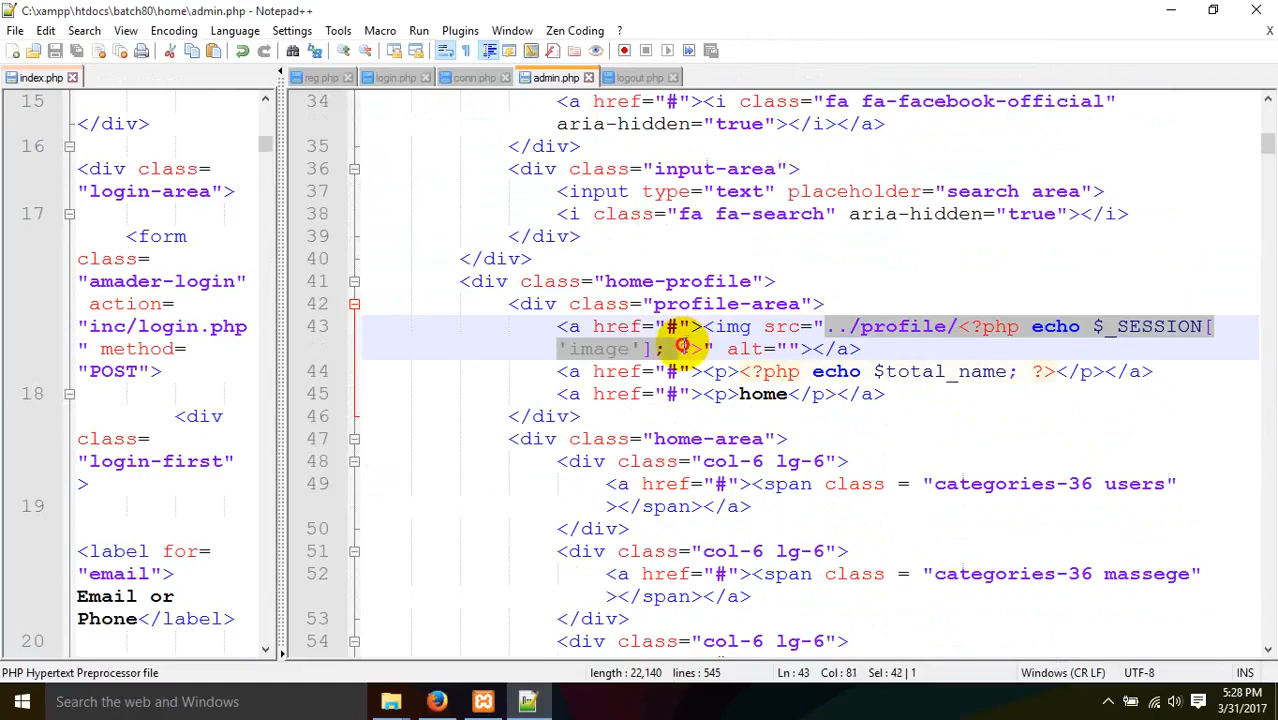 C:\xampp\htdocs\batch80\home\admin.php - Notepad++
File Edit Search View Encoding Language Settings Tools Macro Run Plugins Window Zen Coding ?
index.php
reg.php login.php conn.php admin.php logout.php
15
</div>
16
<div class=
"login-area">
17
<form
class=
"amader-login"
action=
"inc/login.php
" method=
"POST">
18
<div
class=
"login-first"
>
19
<label for=
"email">
Email or
Phone</label>
20
34 <a href="#"><i class="fa fa-facebook-official"
aria-hidden="true"></i></a>
35 </div>
36 <div class="input-area">
37 <input type="text" placeholder="search area">
38 <i class="fa fa-search" aria-hidden="true"></i>
39 </div>
40 </div>
41 <div class="home-profile">
42 <div class="profile-area">
43 <a href="#"><img src="../profile/<?php echo $_SESSION[
'image']; ?>" alt=""></a>
44 <a href="#"><p><?php echo $total_name; ?></p></a>
45 <a href="#"><p>home</p></a>
46 </div>
47 <div class="home-area">
48 <div class="col-6 lg-6">
49 <a href="#"><span class = "categories-36 users"
></span></a>
50 </div>
51 <div class="col-6 lg-6">
52 <a href="#"><span class = "categories-36 massege"
></span></a>
53 </div>
54 <div class="col-6 lg-6">
PHP Hypertext Preprocessor file length : 22,140 lines : 545 Ln : 43 Col : 81 Sel : 42 | 1 Windows (CR LF) UTF-8 INS
Search the web and Windows
5:28 PM
3/31/2017